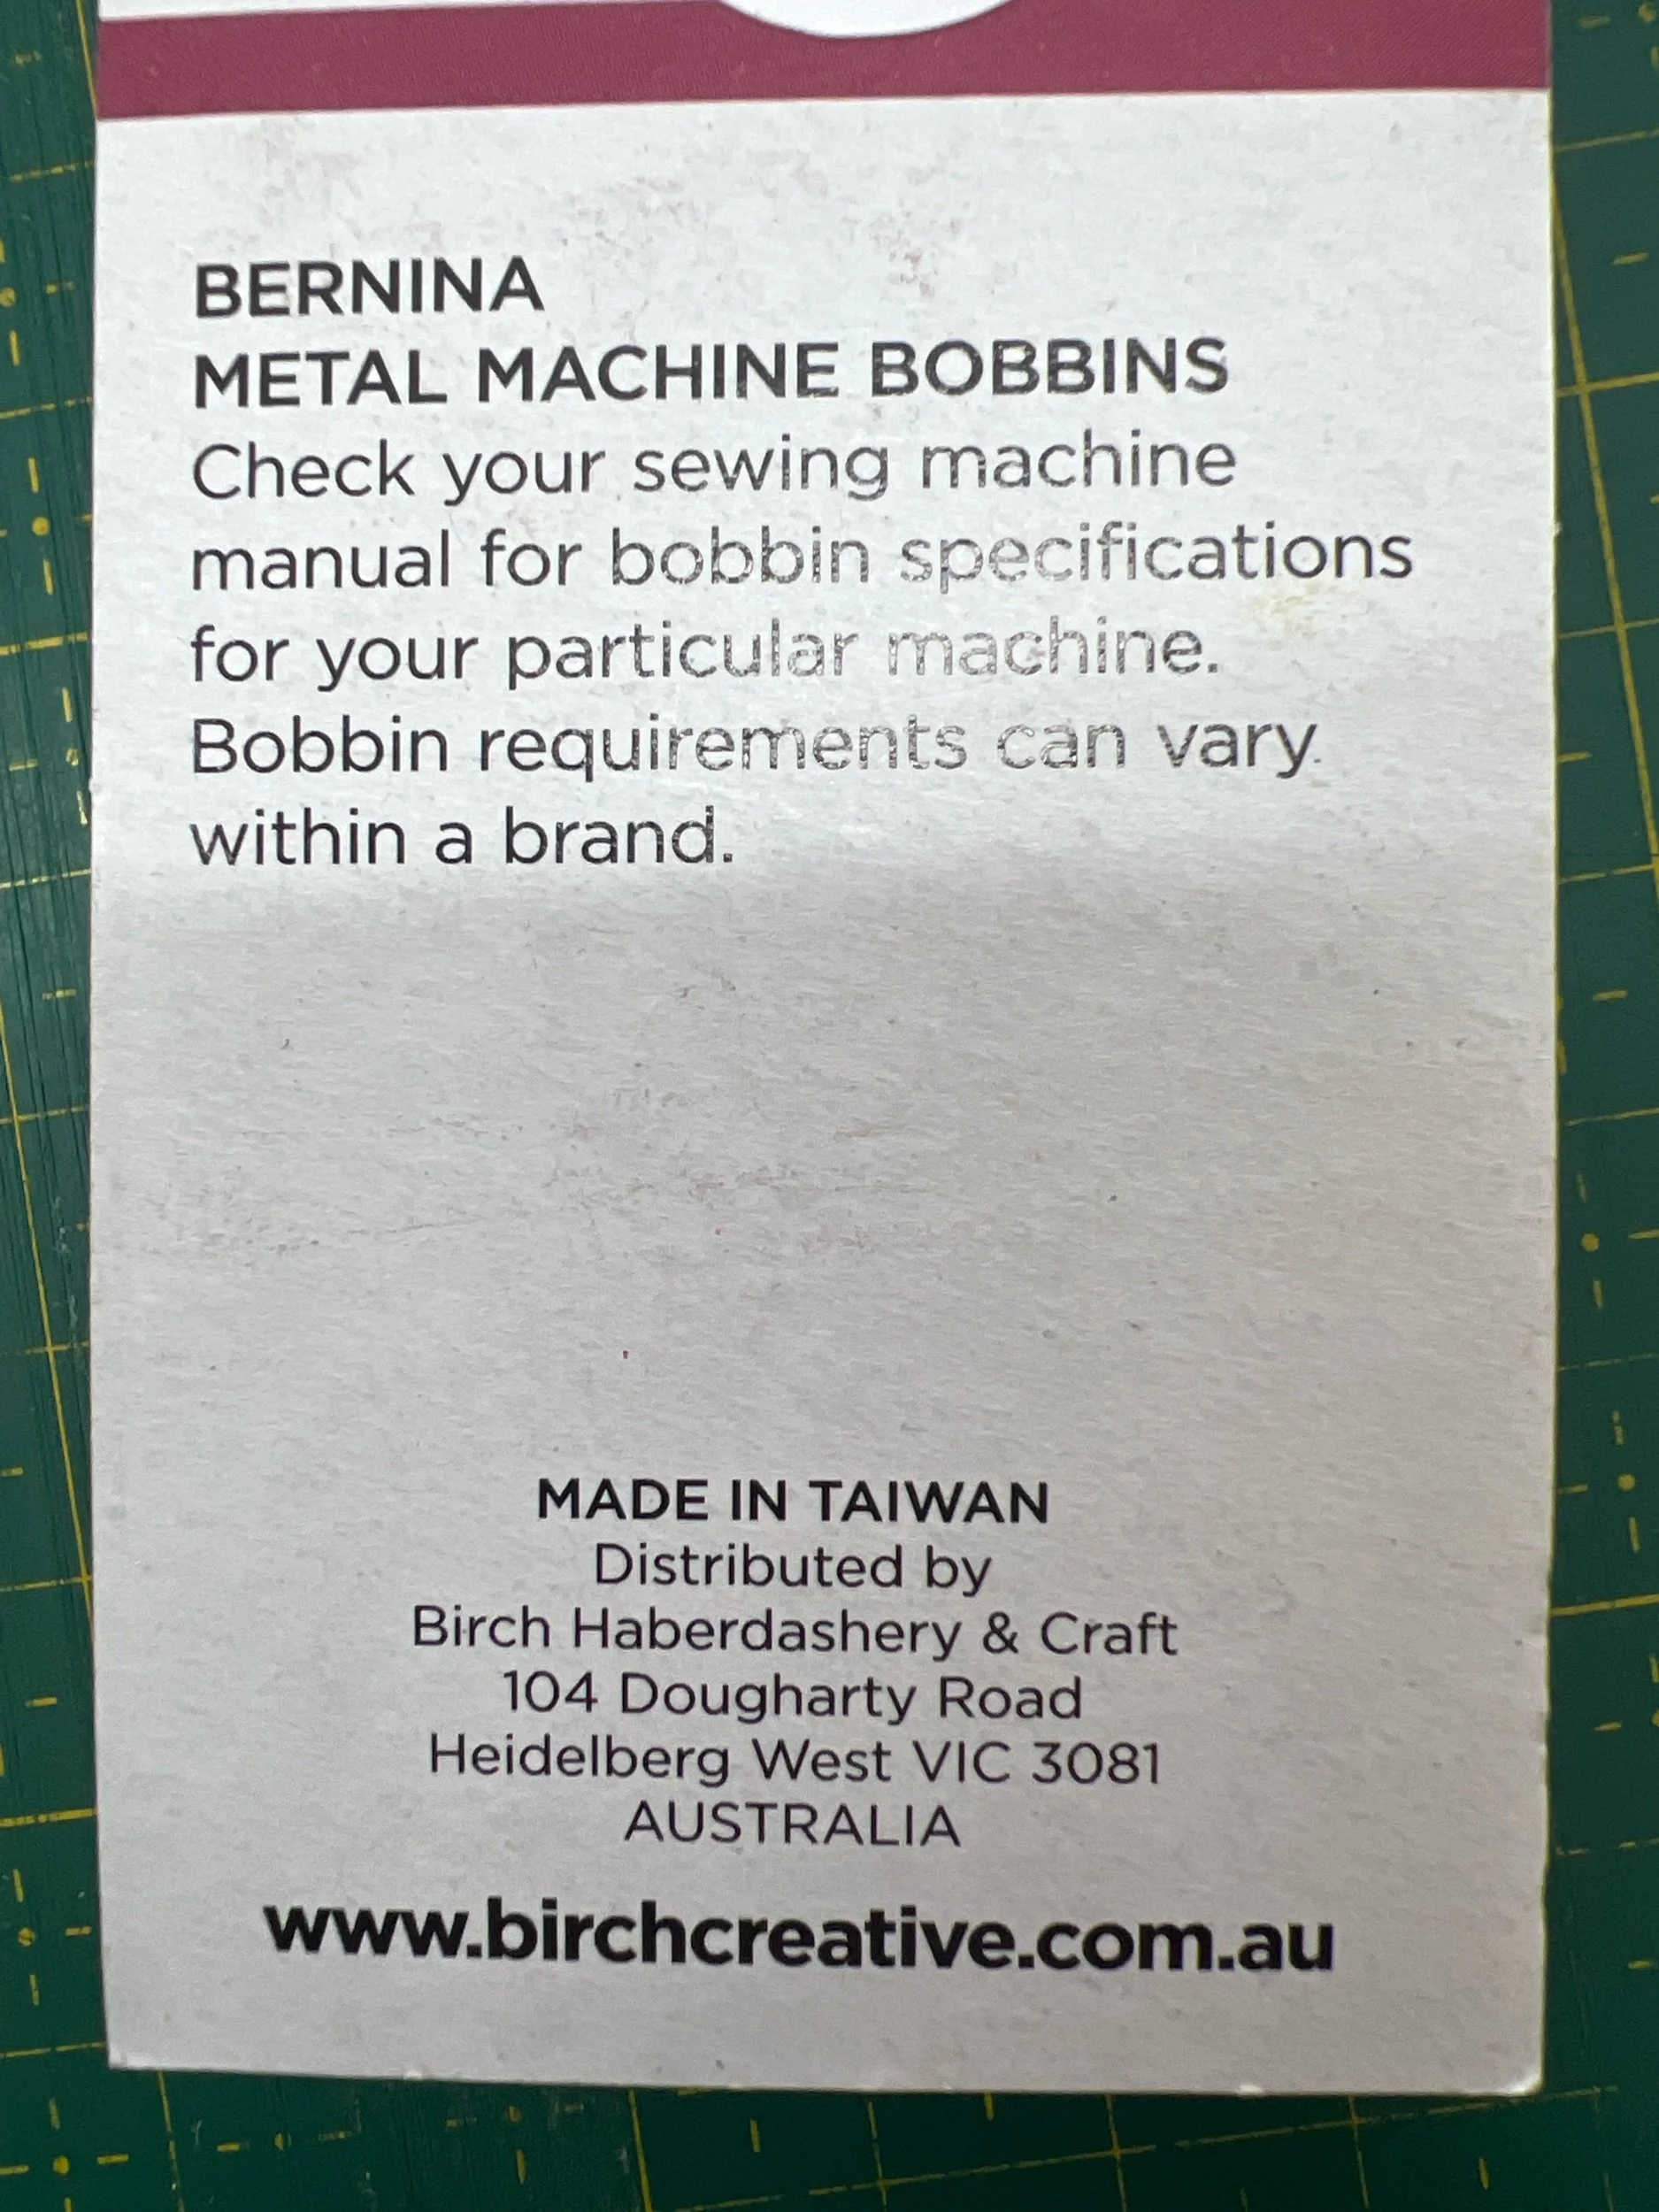 BERNINA
METAL MACHINE BOBBINS
Check your sewing machine
manual for bobbin specifications
for your particular machine.
Bobbin requirements can vary
within a brand.
MADE IN TAIWAN
Distributed by
Birch Haberdashery & Craft
104 Dougharty Road
Heidelberg West VIC 3081
AUSTRALIA
www.birchcreative.com.au